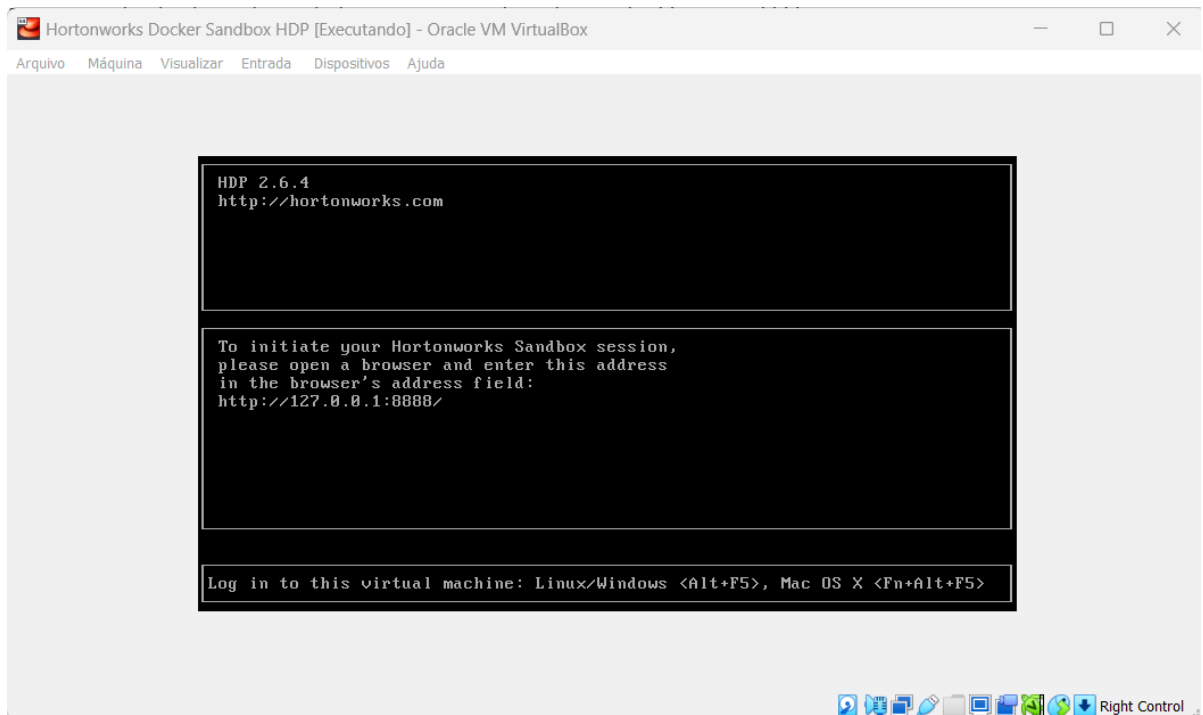 Hortonworks Docker Sandbox HDP [Executando] - Oracle VM VirtualBox
Arquivo Máquina Visualizar Entrada Dispositivos Ajuda
HDP 2.6.4
http://hortonworks.com
To initiate your Hortonworks Sandbox session,
please open a browser and enter this address
in the browser's address field:
http://127.0.0.1:8888/
Log in to this virtual machine: Linux/Windows <Alt+F5>, Mac OS X <Fn+Alt+F5>
Right Control